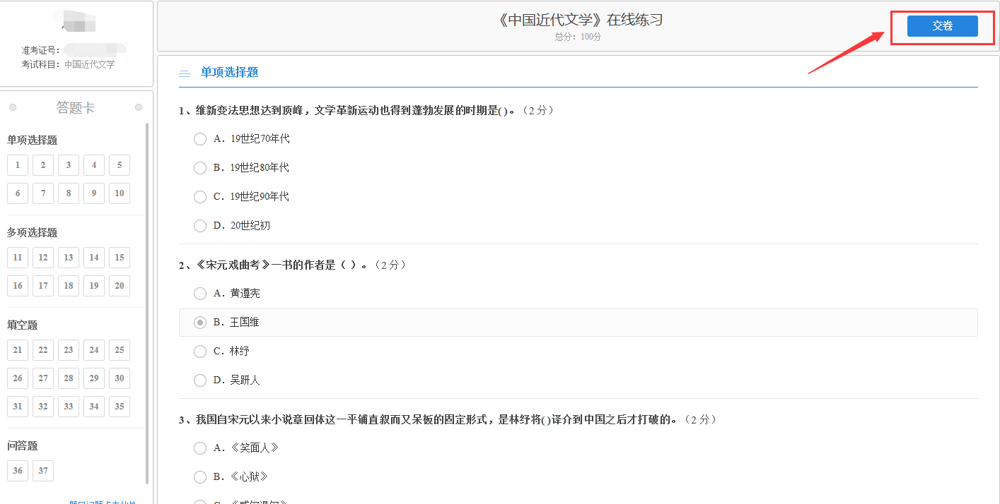 准考证号：
考试科目：中国近代文学
答题卡
单项选择题
1 2 3 4 5
6 7 8 9 10
多项选择题
11 12 13 14 15
16 17 18 19 20
填空题
21 22 23 24 25
26 27 28 29 30
31 32 33 34 35
问答题
36 37
《中国近代文学》在线练习
总分：100分
交卷
单项选择题
1、维新变法思想达到顶峰，文学革新运动也得到蓬勃发展的时期是( )。（2 分）
A. 19世纪70年代
B. 19世纪80年代
C. 19世纪90年代
D. 20世纪初
2、《宋元戏曲考》一书的作者是（ ）。（2 分）
A. 黄遵宪
B. 王国维
C. 林纾
D. 吴趼人
3、我国自宋元以来小说章回体这一平铺直叙而又呆板的固定形式，是林纾将( )译介到中国之后才打破的。（2 分）
A. 《笑面人》
B. 《心狱》